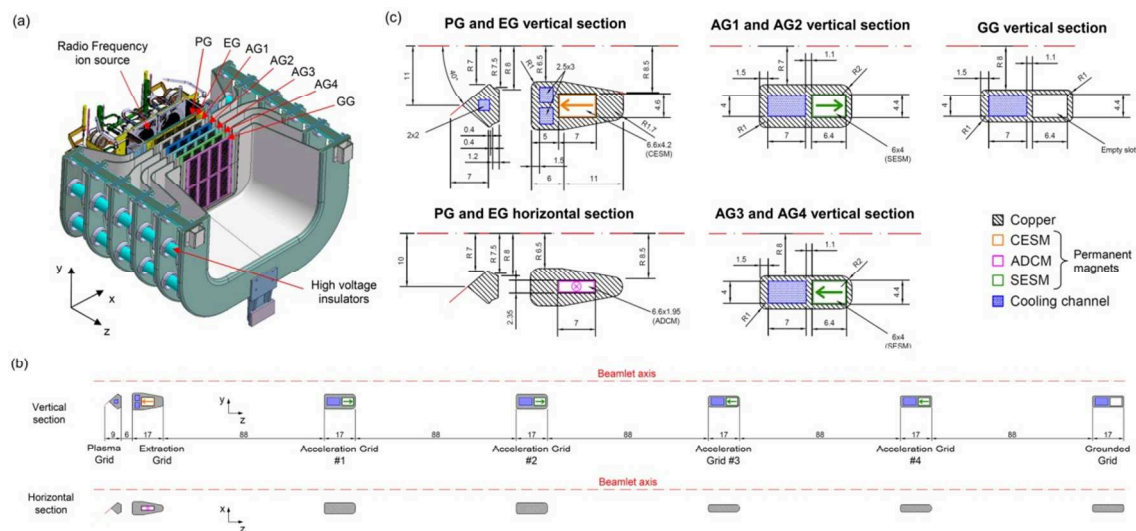 (a)
Radio Frequency
ion source
PG
EG
AG1
AG2
AG3
AG4
GG
High voltage
insulators
y
x
z
(c)
PG and EG vertical section
11
40°
R 7
R 7.5
R 8
R1
R 6.5
2.5x3
R 8.5
4.6
2x2
0.4
0.4
1.2
7
5
7
1.5
6
11
R1.7
6.6x4.2
(CESM)
AG1 and AG2 vertical section
1.5
R 7
1.1
R2
4
4.4
R1
7
6.4
6x4
(SESM)
GG vertical section
1.5
R 8
1.1
R1
4
4.4
R1
7
6.4
Empty slot
PG and EG horizontal section
10
R 7
R 7.5
R 8
R 6.5
R 8.5
2.35
7
6.6x1.95
(ADCM)
AG3 and AG4 vertical section
1.5
R 8
1.1
R2
4
4.4
R1
7
6.4
6x4
(SESM)
Copper
CESM
ADCM
SESM
Permanent
magnets
Cooling channel
(b)
Beamlet axis
Vertical
section
y
z
9 6 17 88 17 88 17 88 17 88 17 88 17
Plasma
Grid
Extraction
Grid
Acceleration Grid
#1
Acceleration Grid
#2
Acceleration
Grid #3
Acceleration Grid
#4
Grounded
Grid
Beamlet axis
Horizontal
section
x
z